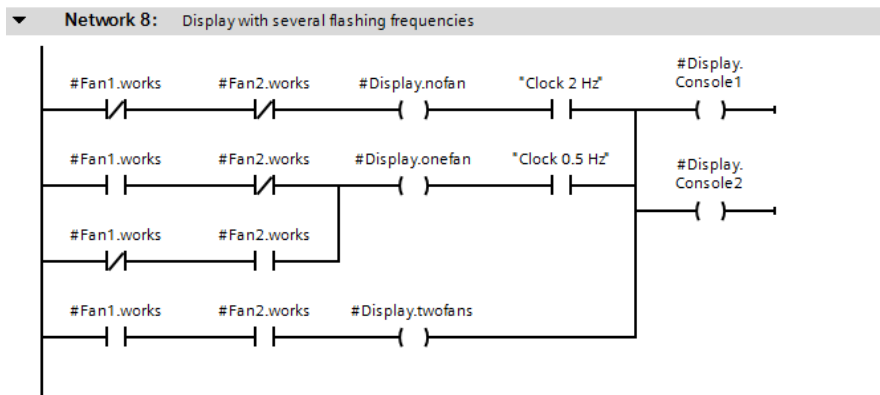 Network 8: Display with several flashing frequencies
#Display.
Console1
#Fan1.works #Fan2.works #Display.nofan "Clock 2 Hz"
#Fan1.works #Fan2.works #Display.onefan "Clock 0.5 Hz"
#Display.
Console2
#Fan1.works #Fan2.works
#Fan1.works #Fan2.works #Display.twofans